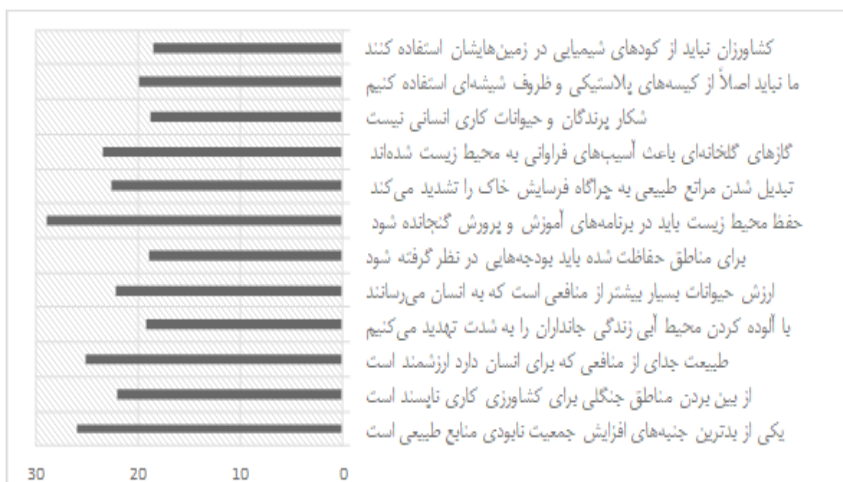 کشاورزان نباید از کودهای شیمیایی در زمین‌هایشان استفاده کنند
ما نباید اصلاً از کیسه‌های پلاستیکی و ظروف شیشه‌ای استفاده کنیم
شکار پرندگان و حیوانات کاری انسانی نیست
گازهای گلخانه‌ای باعث آسیب‌های فراوانی به محیط زیست شده‌اند
تبدیل شدن مراتع طبیعی به چراگاه فرسایش خاک را تشدید می‌کند
حفظ محیط زیست باید در برنامه‌های آموزش و پرورش گنجانده شود
برای مناطق حفاظت شده باید بودجه‌هایی در نظر گرفته شود
ارزش حیوانات بسیار بیشتر از منافعی است که به انسان می‌رسانند
با آلوده کردن محیط آبی زندگی جانداران را به شدت تهدید می‌کنیم
طبیعت جدای از منافعی که برای انسان دارد ارزشمند است
از بین بردن مناطق جنگلی برای کشاورزی کاری ناپسند است
یکی از بدترین جنبه‌های افزایش جمعیت نابودی منابع طبیعی است
30 20 10 0